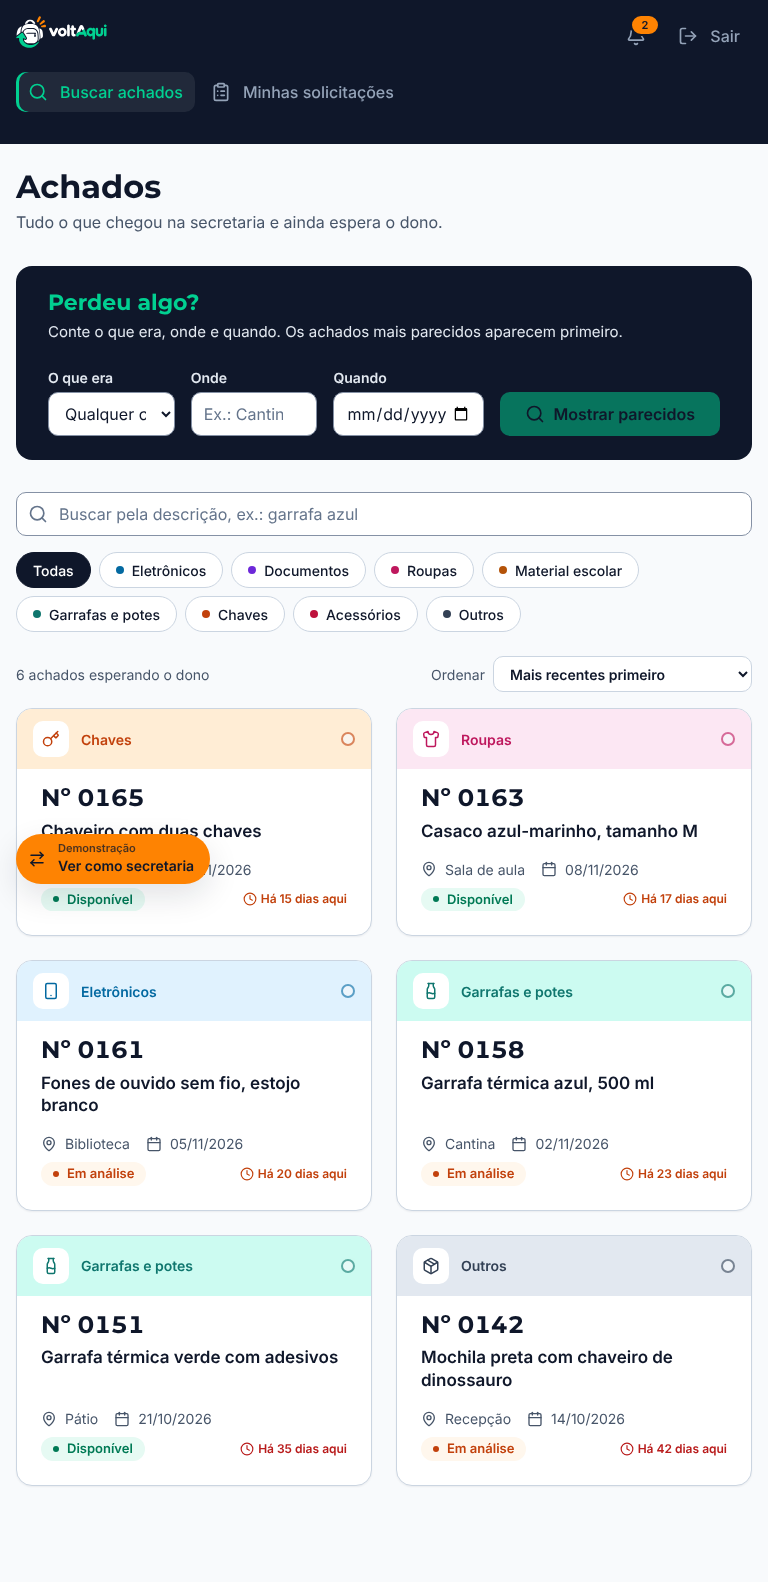 voltAqui
2
Sair
Buscar achados
Minhas solicitações
Achados
Tudo o que chegou na secretaria e ainda espera o dono.
Perdeu algo?
Conte o que era, onde e quando. Os achados mais parecidos aparecem primeiro.
O que era
Onde
Quando
Qualquer c
Ex.: Cantin
mm/dd/yyyy
Mostrar parecidos
Buscar pela descrição, ex.: garrafa azul
Todas
Eletrônicos
Documentos
Roupas
Material escolar
Garrafas e potes
Chaves
Acessórios
Outros
6 achados esperando o dono
Ordenar
Mais recentes primeiro
Chaves
Nº 0165
Chaveiro com duas chaves
1/2026
Demonstração
Ver como secretaria
Disponível
Há 15 dias aqui
Roupas
Nº 0163
Casaco azul-marinho, tamanho M
Sala de aula
08/11/2026
Disponível
Há 17 dias aqui
Eletrônicos
Nº 0161
Fones de ouvido sem fio, estojo
branco
Biblioteca
05/11/2026
Em análise
Há 20 dias aqui
Garrafas e potes
Nº 0158
Garrafa térmica azul, 500 ml
Cantina
02/11/2026
Em análise
Há 23 dias aqui
Garrafas e potes
Nº 0151
Garrafa térmica verde com adesivos
Pátio
21/10/2026
Disponível
Há 35 dias aqui
Outros
Nº 0142
Mochila preta com chaveiro de
dinossauro
Recepção
14/10/2026
Em análise
Há 42 dias aqui